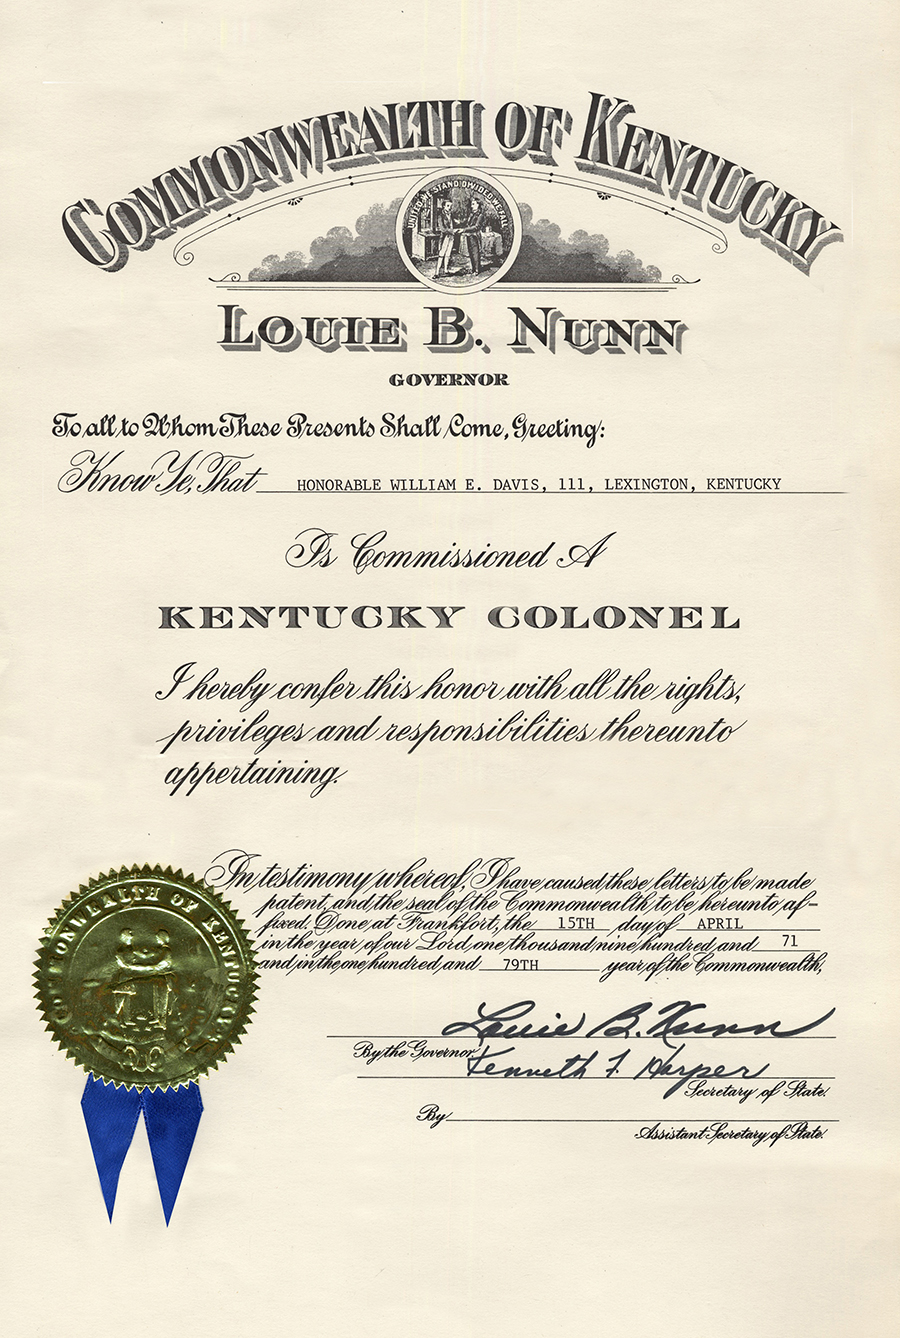 COMMONWEALTH OF KENTUCKY
UNITED WE STAND DIVIDED WE FALL
LOUIE B. NUNN
GOVERNOR
To all to Whom These Presents Shall Come, Greeting:
Know Ye, That HONORABLE WILLIAM E. DAVIS, 111, LEXINGTON, KENTUCKY
Is Commissioned A
KENTUCKY COLONEL
I hereby confer this honor with all the rights,
privileges and responsibilities thereunto
appertaining.
In testimony whereof, I have caused these letters to be made
patent, and the seal of the Commonwealth to be hereunto af-
fixed. Done at Frankfort, the 15TH day of APRIL
in the year of our Lord one thousand nine hundred and 71
and in the one hundred and 79TH year of the Commonwealth.
COMMONWEALTH OF KENTUCKY
Louie B. Nunn
By the Governor
Kenneth F. Harper
Secretary of State.
By
Assistant Secretary of State.